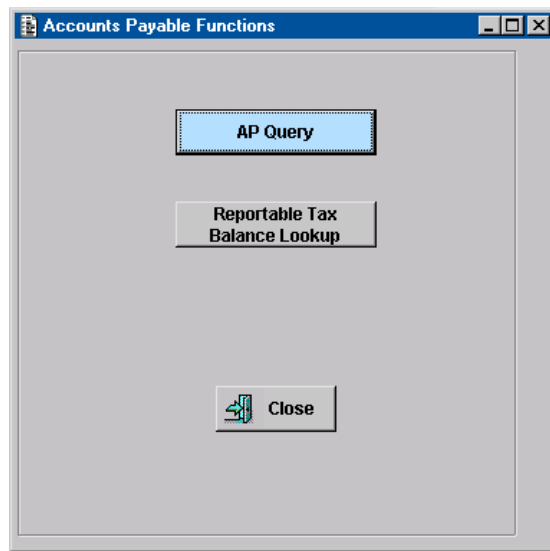 Accounts Payable Functions
AP Query
Reportable Tax
Balance Lookup
Close